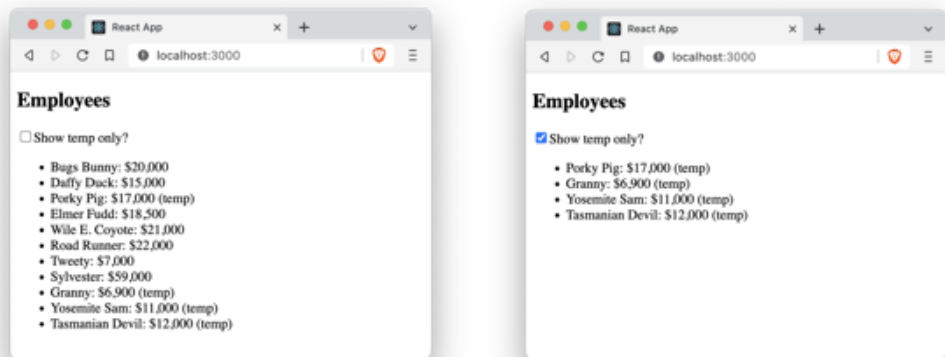 React App
localhost:3000
Employees
Show temp only?
Bugs Bunny: $20,000
Daffy Duck: $15,000
Porky Pig: $17,000 (temp)
Elmer Fudd: $18,500
Wile E. Coyote: $21,000
Road Runner: $22,000
Tweety: $7,000
Sylvester: $59,000
Granny: $6,900 (temp)
Yosemite Sam: $11,000 (temp)
Tasmanian Devil: $12,000 (temp)
React App
localhost:3000
Employees
Show temp only?
Porky Pig: $17,000 (temp)
Granny: $6,900 (temp)
Yosemite Sam: $11,000 (temp)
Tasmanian Devil: $12,000 (temp)